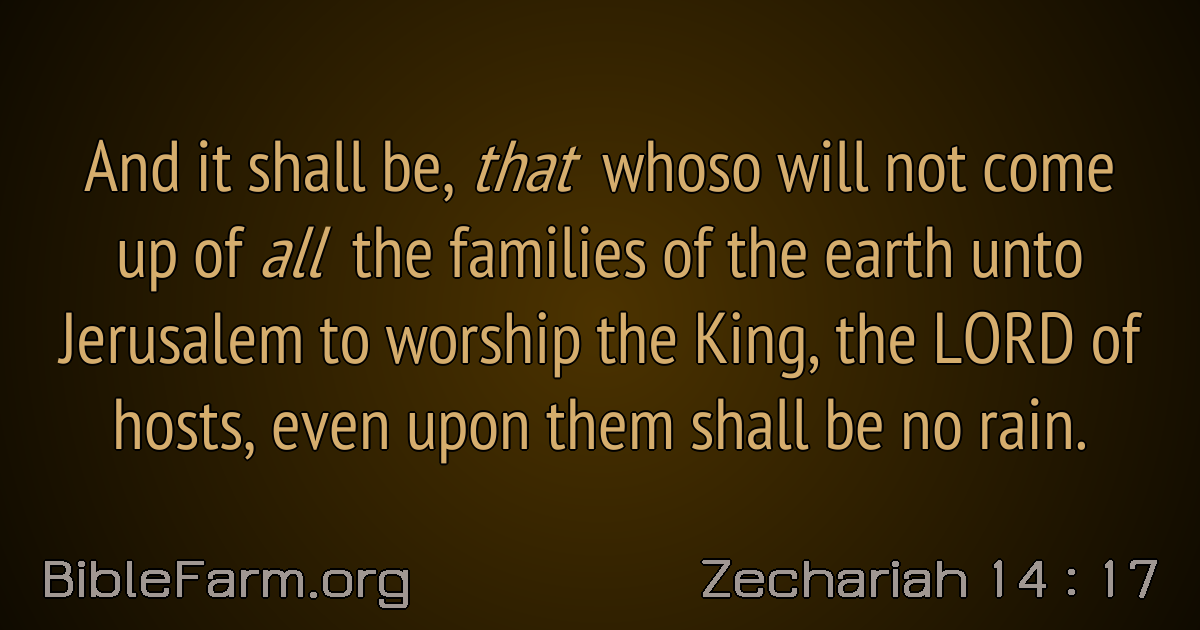 And it shall be, that whoso will not come
up of all the families of the earth unto
Jerusalem to worship the King, the LORD of
hosts, even upon them shall be no rain.
BibleFarm.org
Zechariah 14 : 17